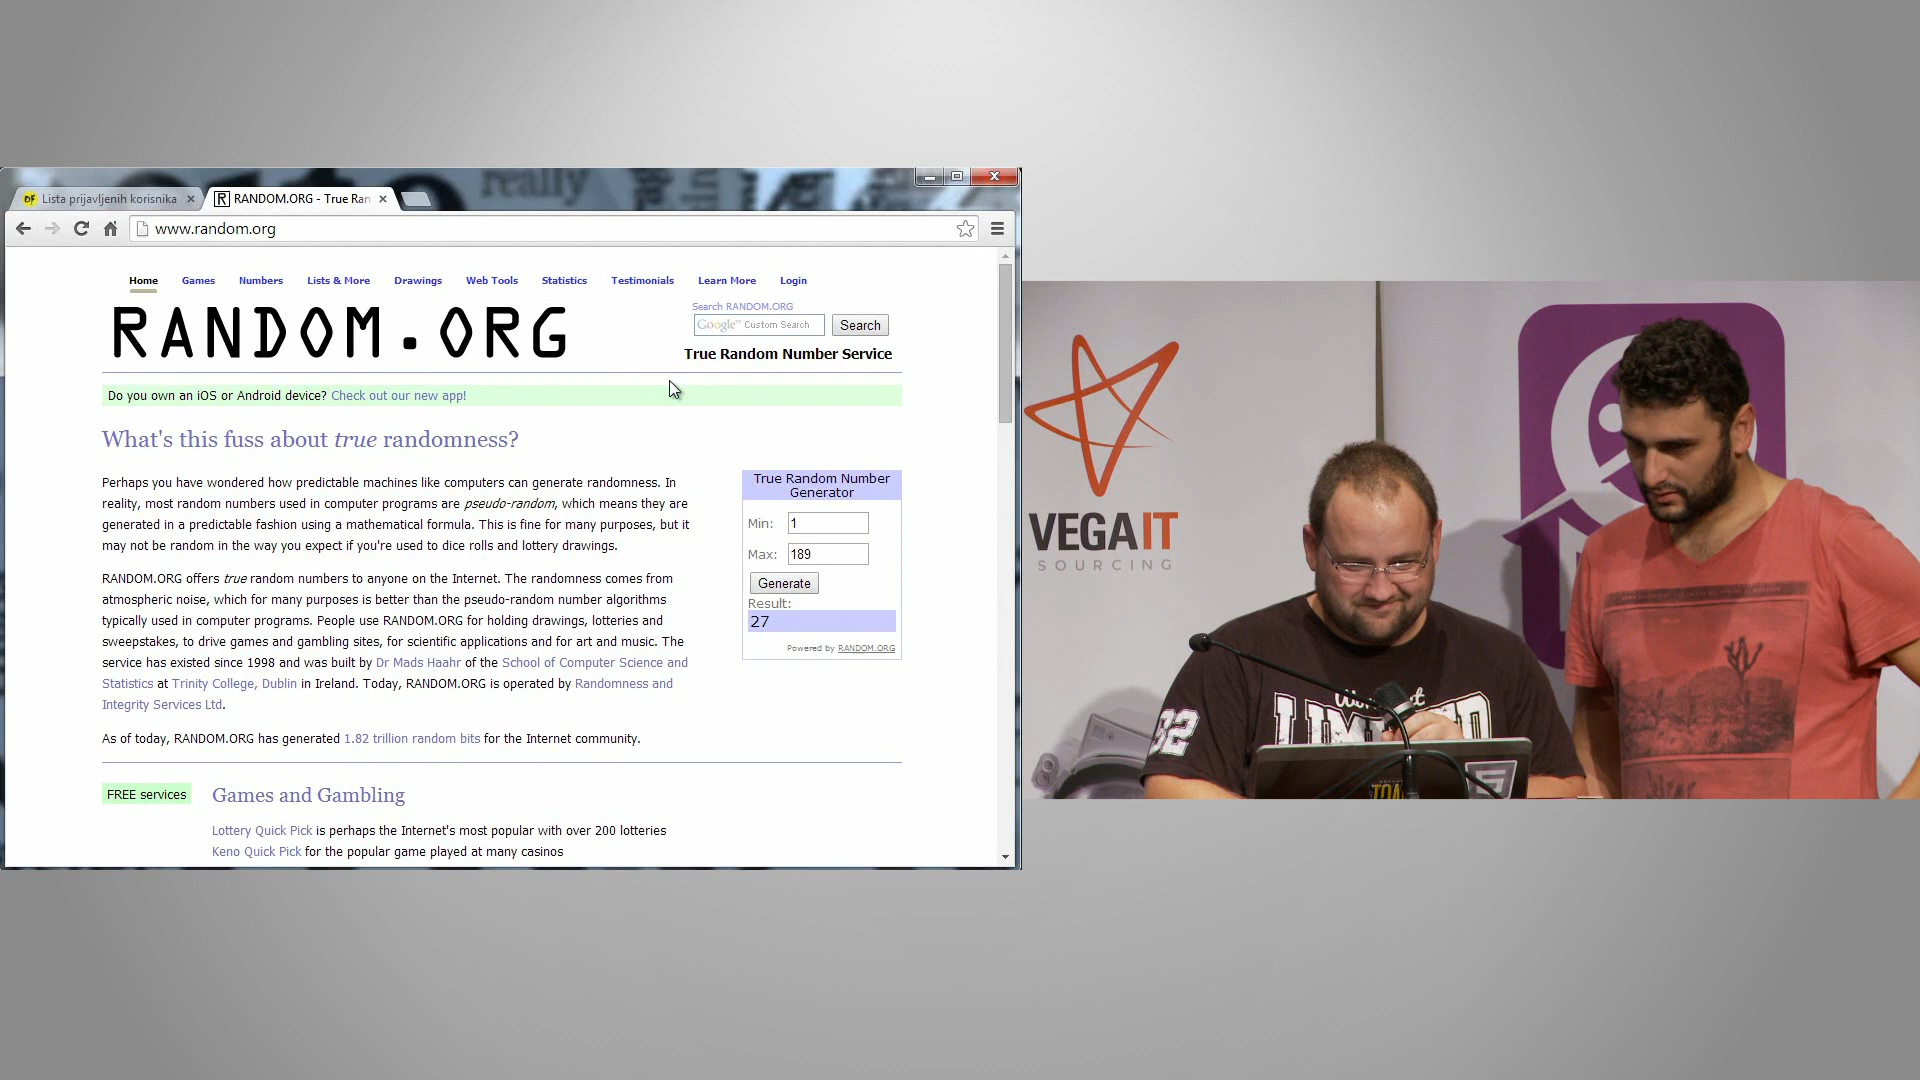 really
Lista prijavljenih korisnika
RANDOM.ORG - True Ran
www.random.org
Home Games Numbers Lists & More Drawings Web Tools Statistics Testimonials Learn More Login
RANDOM.ORG
Search RANDOM.ORG
Google™ Custom Search Search
True Random Number Service
Do you own an iOS or Android device? Check out our new app!
What's this fuss about true randomness?
Perhaps you have wondered how predictable machines like computers can generate randomness. In
reality, most random numbers used in computer programs are pseudo-random, which means they are
generated in a predictable fashion using a mathematical formula. This is fine for many purposes, but it
may not be random in the way you expect if you're used to dice rolls and lottery drawings.
RANDOM.ORG offers true random numbers to anyone on the Internet. The randomness comes from
atmospheric noise, which for many purposes is better than the pseudo-random number algorithms
typically used in computer programs. People use RANDOM.ORG for holding drawings, lotteries and
sweepstakes, to drive games and gambling sites, for scientific applications and for art and music. The
service has existed since 1998 and was built by Dr Mads Haahr of the School of Computer Science and
Statistics at Trinity College, Dublin in Ireland. Today, RANDOM.ORG is operated by Randomness and
Integrity Services Ltd.
As of today, RANDOM.ORG has generated 1.82 trillion random bits for the Internet community.
True Random Number
Generator
Min: 1
Max: 189
Generate
Result:
27
Powered by RANDOM.ORG
FREE services
Games and Gambling
Lottery Quick Pick is perhaps the Internet's most popular with over 200 lotteries
Keno Quick Pick for the popular game played at many casinos
VEGA IT
SOURCING
32
LIMITED